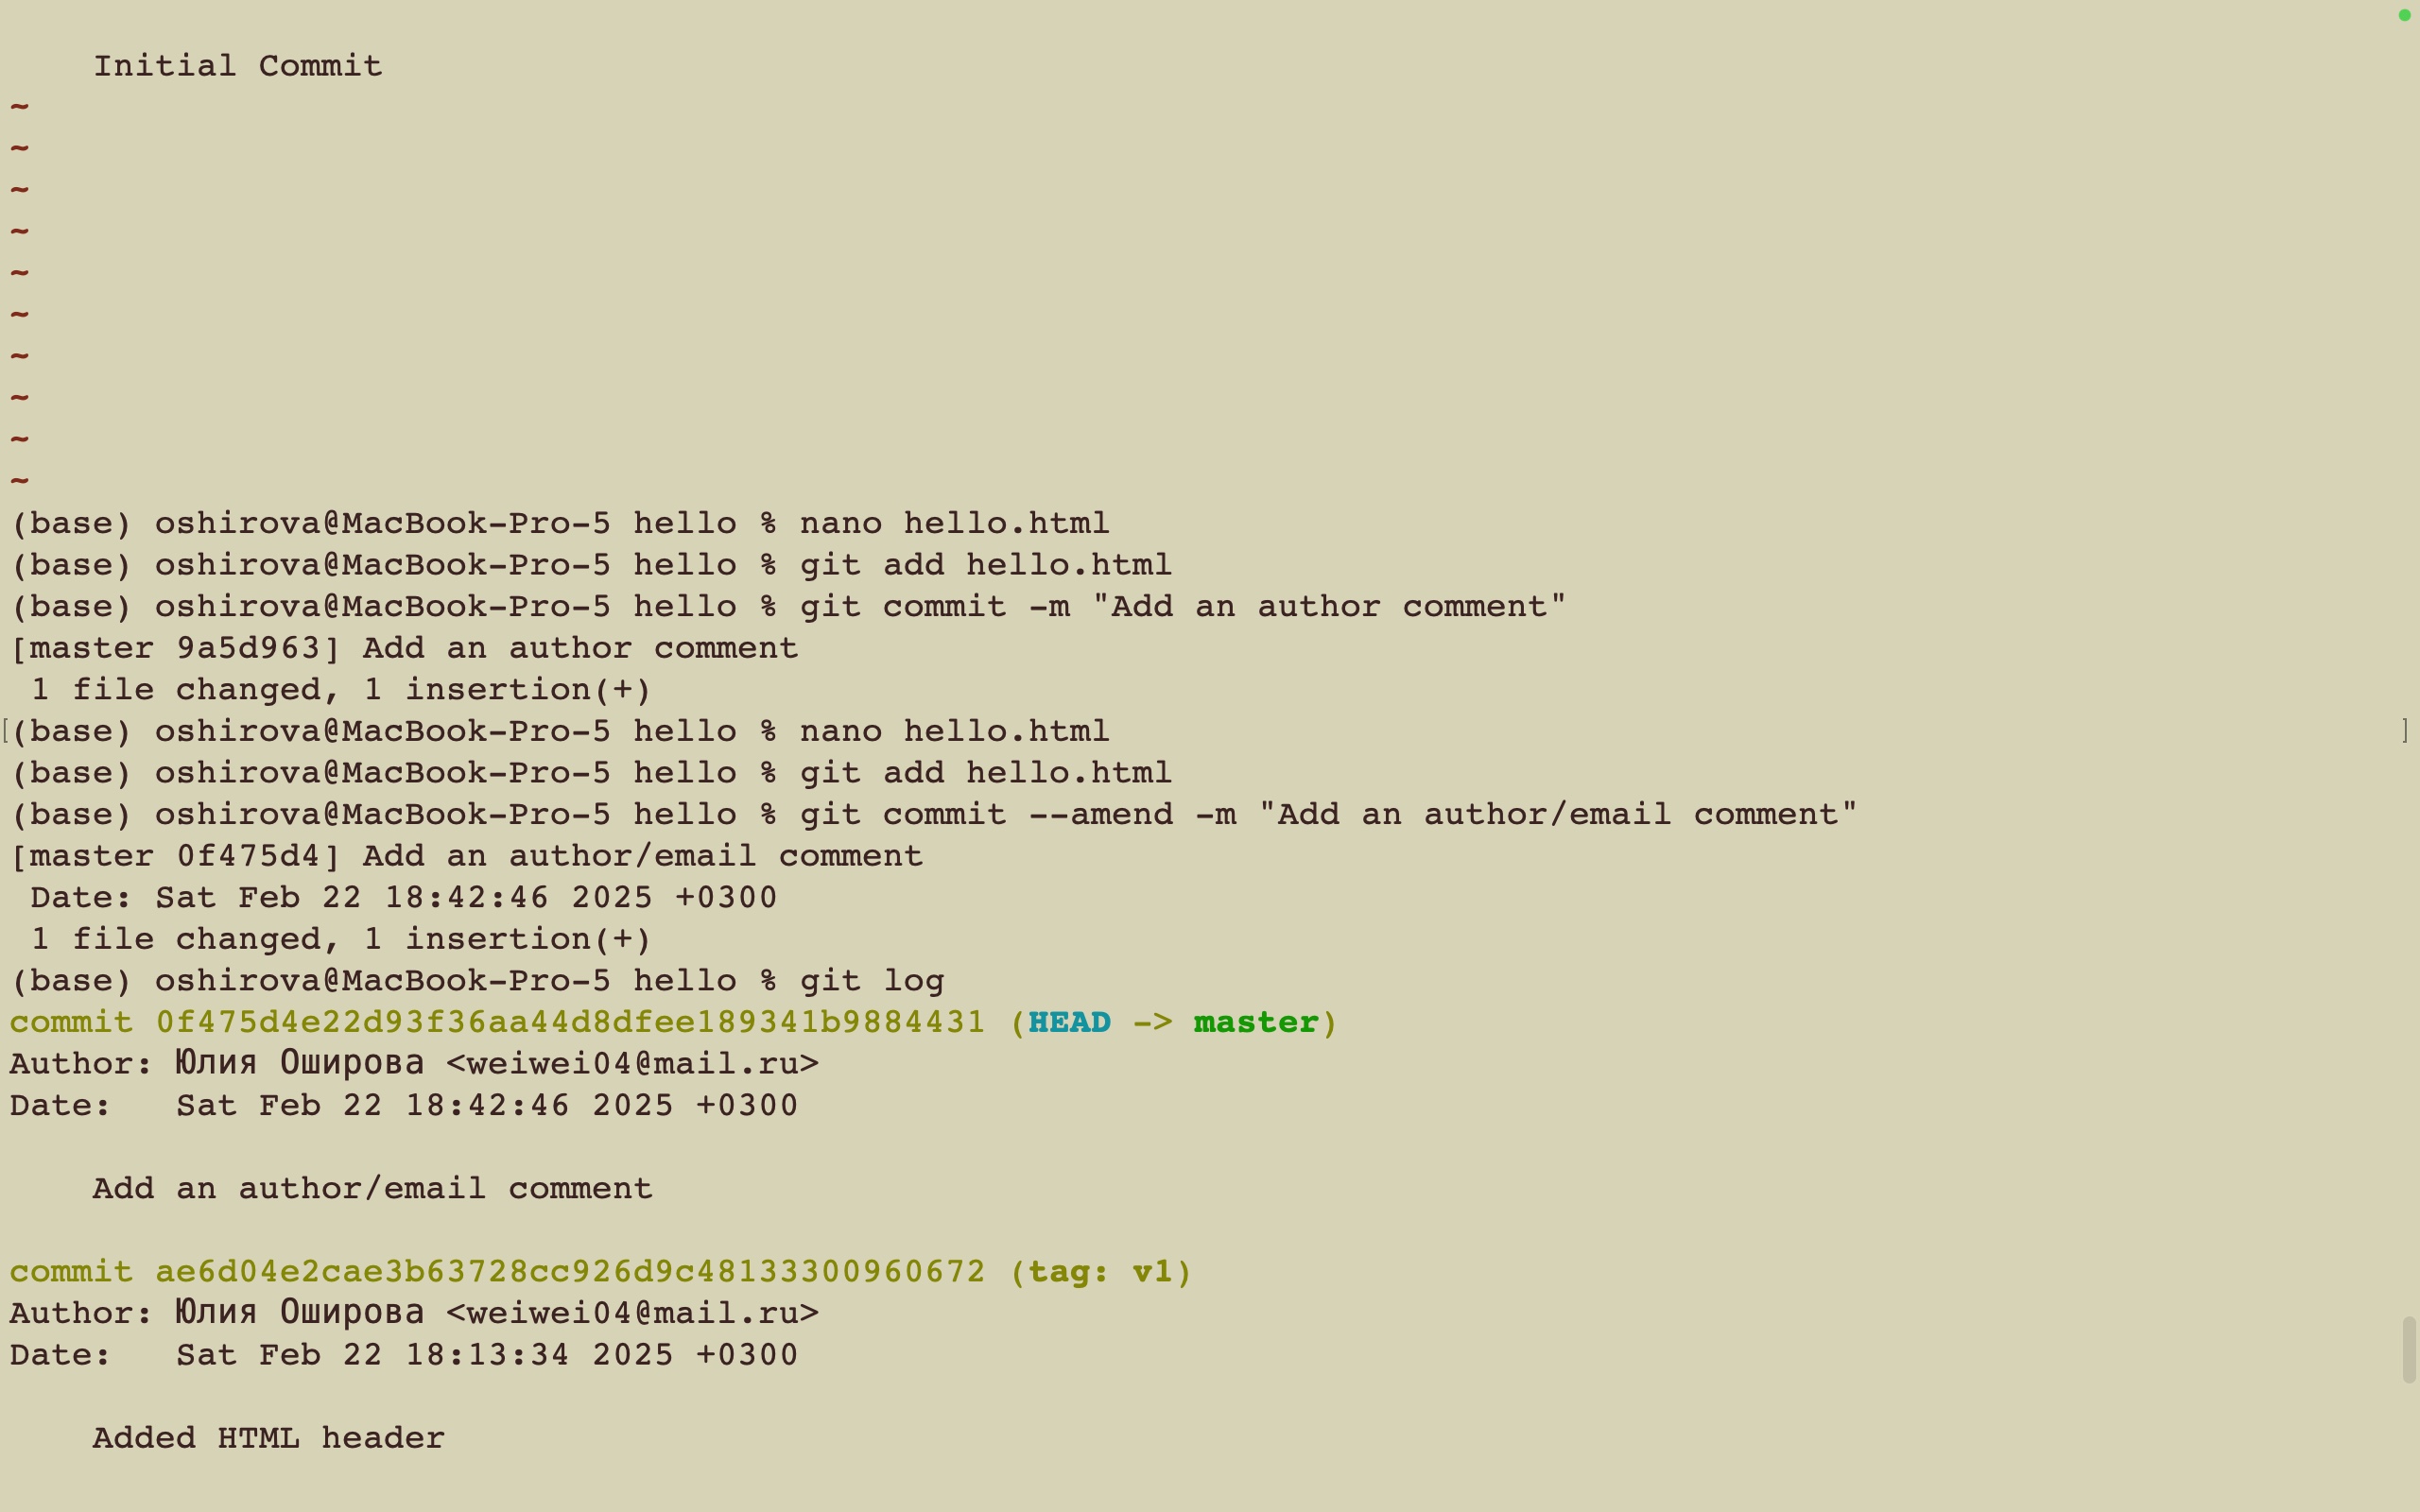 Initial Commit
~
~
~
~
~
~
~
~
~
~
(base) oshirova@MacBook-Pro-5 hello % nano hello.html
(base) oshirova@MacBook-Pro-5 hello % git add hello.html
(base) oshirova@MacBook-Pro-5 hello % git commit -m "Add an author comment"
[master 9a5d963] Add an author comment
 1 file changed, 1 insertion(+)
[(base) oshirova@MacBook-Pro-5 hello % nano hello.html ]
(base) oshirova@MacBook-Pro-5 hello % git add hello.html
(base) oshirova@MacBook-Pro-5 hello % git commit --amend -m "Add an author/email comment"
[master 0f475d4] Add an author/email comment
 Date: Sat Feb 22 18:42:46 2025 +0300
 1 file changed, 1 insertion(+)
(base) oshirova@MacBook-Pro-5 hello % git log
commit 0f475d4e22d93f36aa44d8dfee189341b9884431 (HEAD -> master)
Author: Юлия Оширова <weiwei04@mail.ru>
Date:   Sat Feb 22 18:42:46 2025 +0300
    Add an author/email comment
commit ae6d04e2cae3b63728cc926d9c48133300960672 (tag: v1)
Author: Юлия Оширова <weiwei04@mail.ru>
Date:   Sat Feb 22 18:13:34 2025 +0300
    Added HTML header